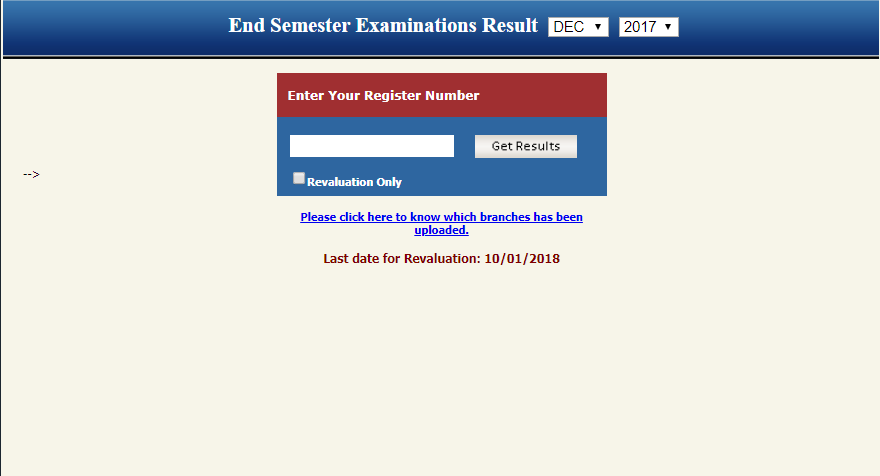 End Semester Examinations Result DEC 2017
Enter Your Register Number
Get Results
-->
Revaluation Only
Please click here to know which branches has been
uploaded.
Last date for Revaluation: 10/01/2018